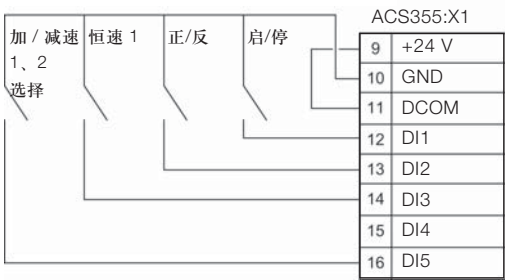 ACS355:X1
加 / 减速
1、2
选择
恒速 1
正/反
启/停
9 +24 V
10 GND
11 DCOM
12 DI1
13 DI2
14 DI3
15 DI4
16 DI5